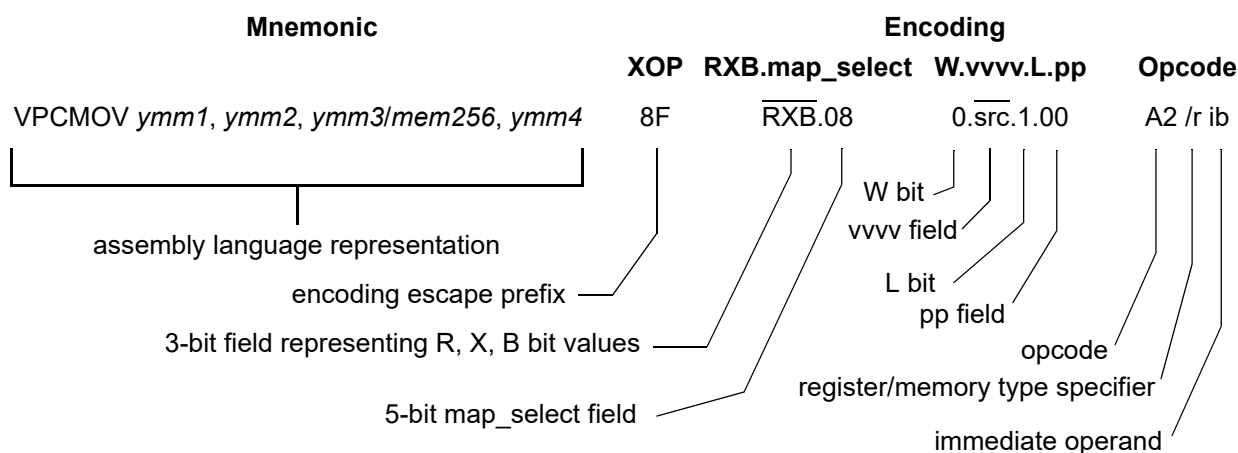 Mnemonic Encoding
XOP RXB.map_select W.vvvv.L.pp Opcode
VPCMOV ymm1, ymm2, ymm3/mem256, ymm4 8F R̅X̅B̅.08 0.s̅r̅c̅.1.00 A2 /r ib
W bit
vvvv field
assembly language representation
L bit
encoding escape prefix
pp field
3-bit field representing R, X, B bit values
opcode
register/memory type specifier
5-bit map_select field
immediate operand